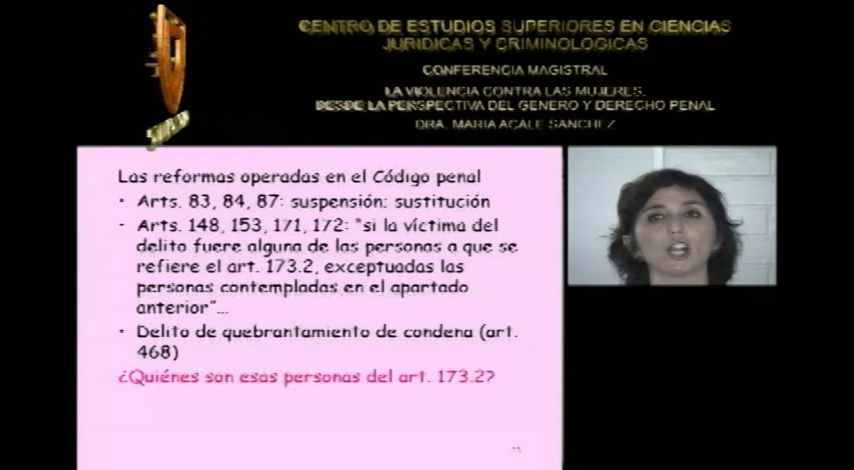 CENTRO DE ESTUDIOS SUPERIORES EN CIENCIAS
JURIDICAS Y CRIMINOLOGICAS
CONFERENCIA MAGISTRAL
LA VIOLENCIA CONTRA LAS MUJERES.
DESDE LA PERSPECTIVA DEL GENERO Y DERECHO PENAL
DRA. MARIA ACALE SANCHEZ
Las reformas operadas en el Código penal
• Arts. 83, 84, 87: suspensión; sustitución
• Arts. 148, 153, 171, 172: "si la víctima del
delito fuere alguna de las personas a que se
refiere el art. 173.2, exceptuadas las
personas contempladas en el apartado
anterior"...
• Delito de quebrantamiento de condena (art.
468)
¿Quiénes son esas personas del art. 173.2?